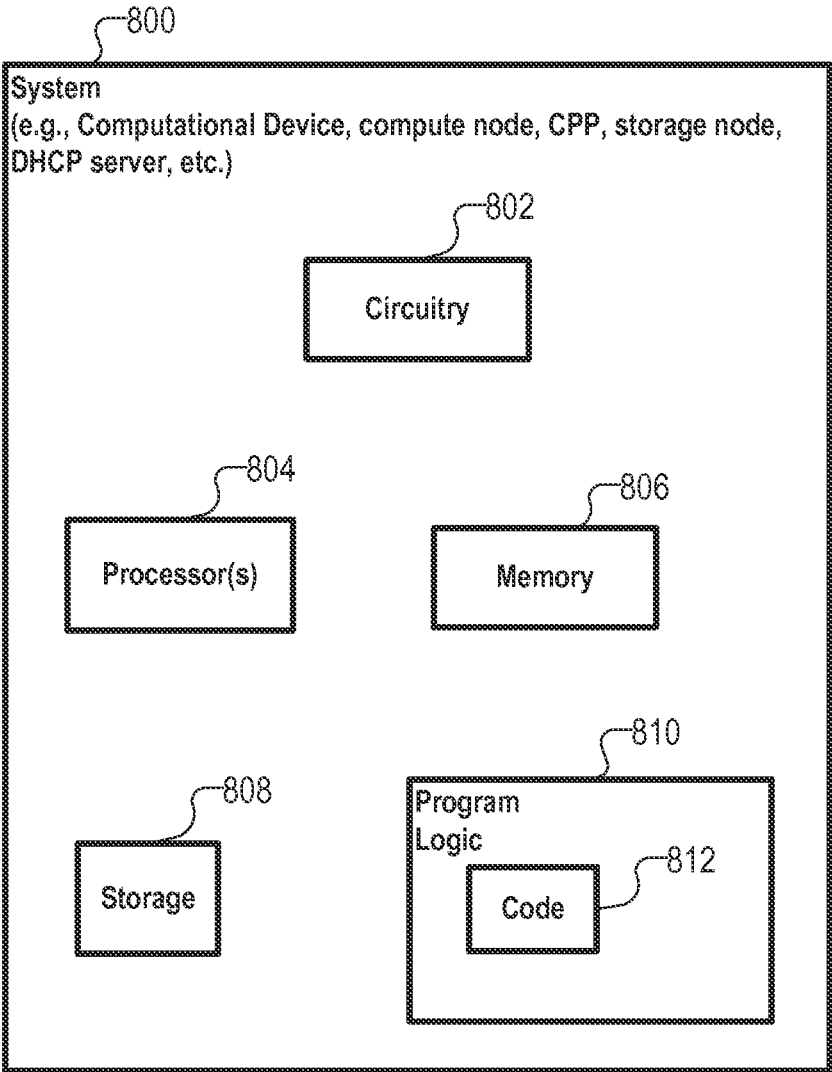 800
System
(e.g., Computational Device, compute node, CPP, storage node,
DHCP server, etc.)
802
Circuitry
804
Processor(s)
806
Memory
808
Storage
810
Program
Logic
812
Code